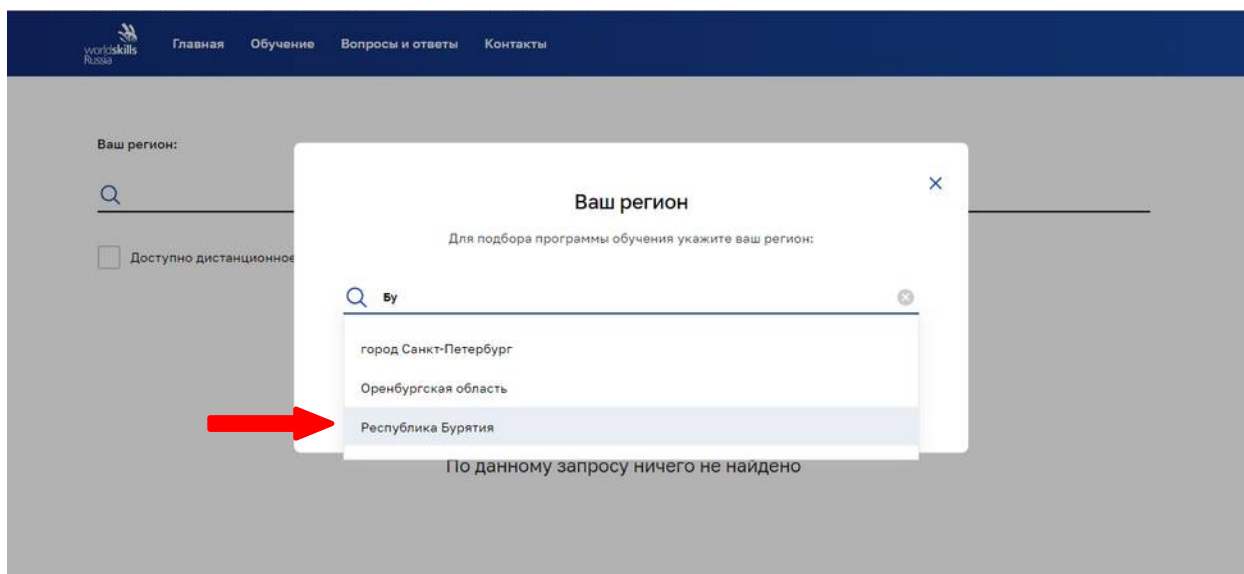 worldskills
Russia
Главная Обучение Вопросы и ответы Контакты
Ваш регион:
Доступно дистанционное
Ваш регион
Для подбора программы обучения укажите ваш регион:
Бу
город Санкт-Петербург
Оренбургская область
Республика Бурятия
По данному запросу ничего не найдено